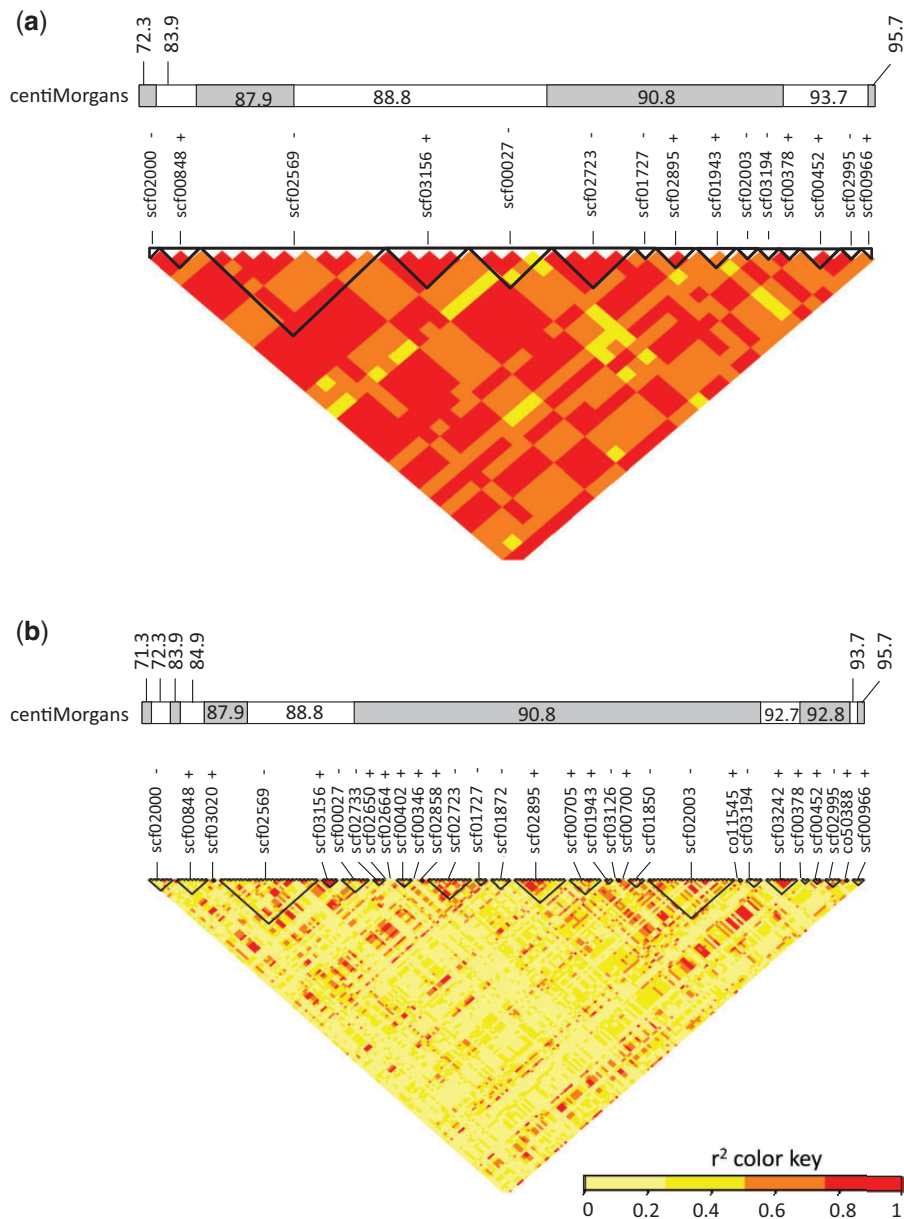 (a)
72.3
83.9
95.7
centiMorgans
87.9
88.8
90.8
93.7
scf02000 -
scf00848 +
scf02569 -
scf03156 +
scf00027 -
scf02723 -
scf01727 -
scf02895 +
scf01943 +
scf02003 -
scf03194 -
scf00378 +
scf00452 +
scf02995 -
scf00966 +
(b)
71.3
72.3
83.9
84.9
93.7
95.7
centiMorgans
87.9
88.8
90.8
92.7
92.8
scf02000 -
scf00848 +
scf03020 +
scf02569 -
scf03156 +
scf00027 -
scf02733 -
scf02650 +
scf02664 +
scf00402 +
scf00346 +
scf02858 +
scf02723 -
scf01727 -
scf01872 -
scf02895 +
scf00705 +
scf01943 +
scf03126 -
scf00700 +
scf01850 -
scf02003 -
co11545 +
scf03194 -
scf03242 +
scf00378 +
scf00452 +
scf02995 -
co50388 +
scf00966 +
r² color key
0 0.2 0.4 0.6 0.8 1